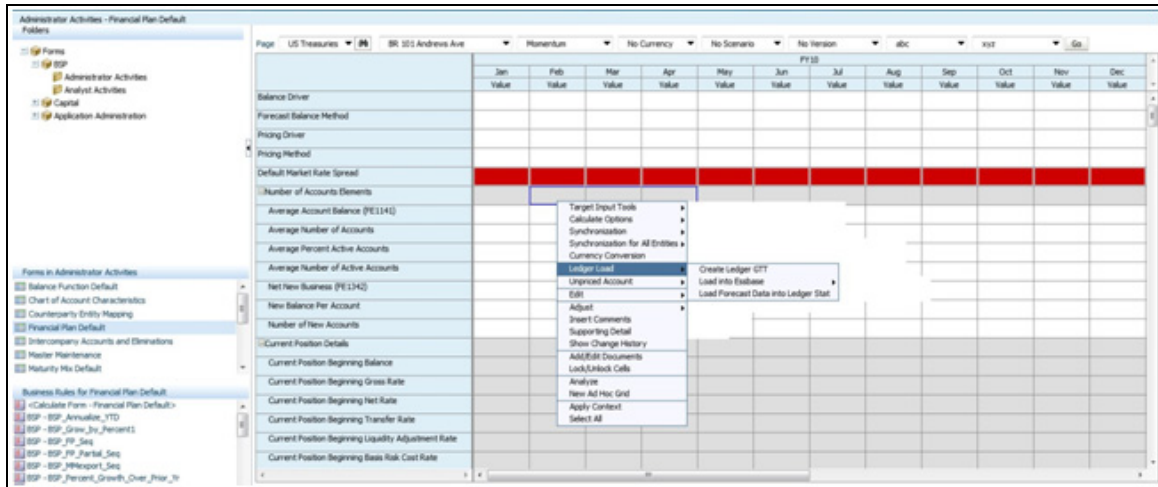 Administrator Activities - Financial Plan Default
Folders
Forms
BSP
Administrator Activities
Analyst Activities
Capital
Application Administration
Forms in Administrator Activities
Balance Function Default
Chart of Account Characteristics
Counterparty Entity Mapping
Financial Plan Default
Intercompany Accounts and Eliminations
Master Maintenance
Maturity Mix Default
Business Rules for Financial Plan Default
<Calculate Form - Financial Plan Default>
BSP - BSP_Annualize_YTD
BSP - BSP_Grow_by_Percent1
BSP - BSP_FP_Seq
BSP - BSP_FP_Partial_Seq
BSP - BSP_MMexport_Seq
BSP - BSP_Percent_Growth_Over_Prior_Yr
Page US Treasuries BR 101 Andrews Ave Momentum No Currency No Scenario No Version abc xyz Go
FY10
Jan Feb Mar Apr May Jun Jul Aug Sep Oct Nov Dec
Value Value Value Value Value Value Value Value Value Value Value Value
Balance Driver
Forecast Balance Method
Pricing Driver
Pricing Method
Default Market Rate Spread
Number of Accounts Elements
Average Account Balance (FE1141)
Average Number of Accounts
Average Percent Active Accounts
Average Number of Active Accounts
Net New Business (FE1342)
New Balance Per Account
Number of New Accounts
Current Position Details
Current Position Beginning Balance
Current Position Beginning Gross Rate
Current Position Beginning Net Rate
Current Position Beginning Transfer Rate
Current Position Beginning Liquidity Adjustment Rate
Current Position Beginning Basis Risk Cost Rate
Target Input Tools
Calculate Options
Synchronization
Synchronization for All Entities
Currency Conversion
Ledger Load
Unpriced Account
Edit
Adjust
Insert Comments
Supporting Detail
Show Change History
Add/Edit Documents
Lock/Unlock Cells
Analyze
New Ad Hoc Grid
Apply Context
Select All
Create Ledger GTT
Load into Essbase
Load Forecast Data into Ledger Stat